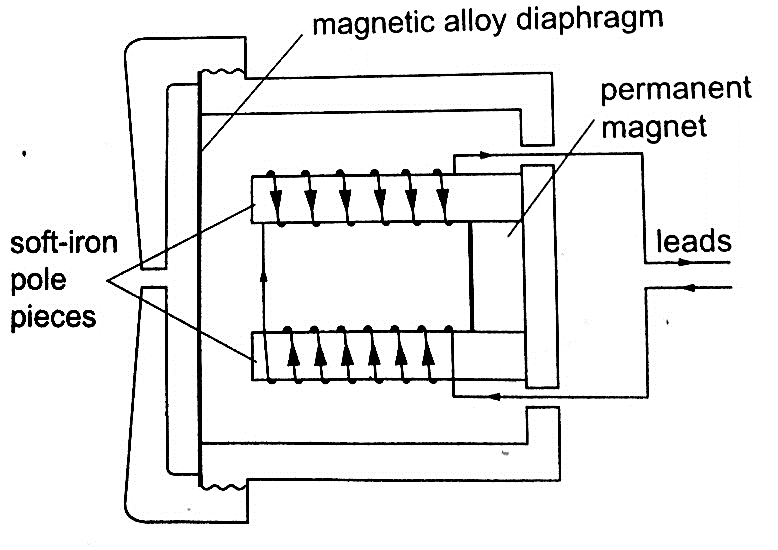 magnetic alloy diaphragm
permanent
magnet
soft-iron
pole
pieces
leads